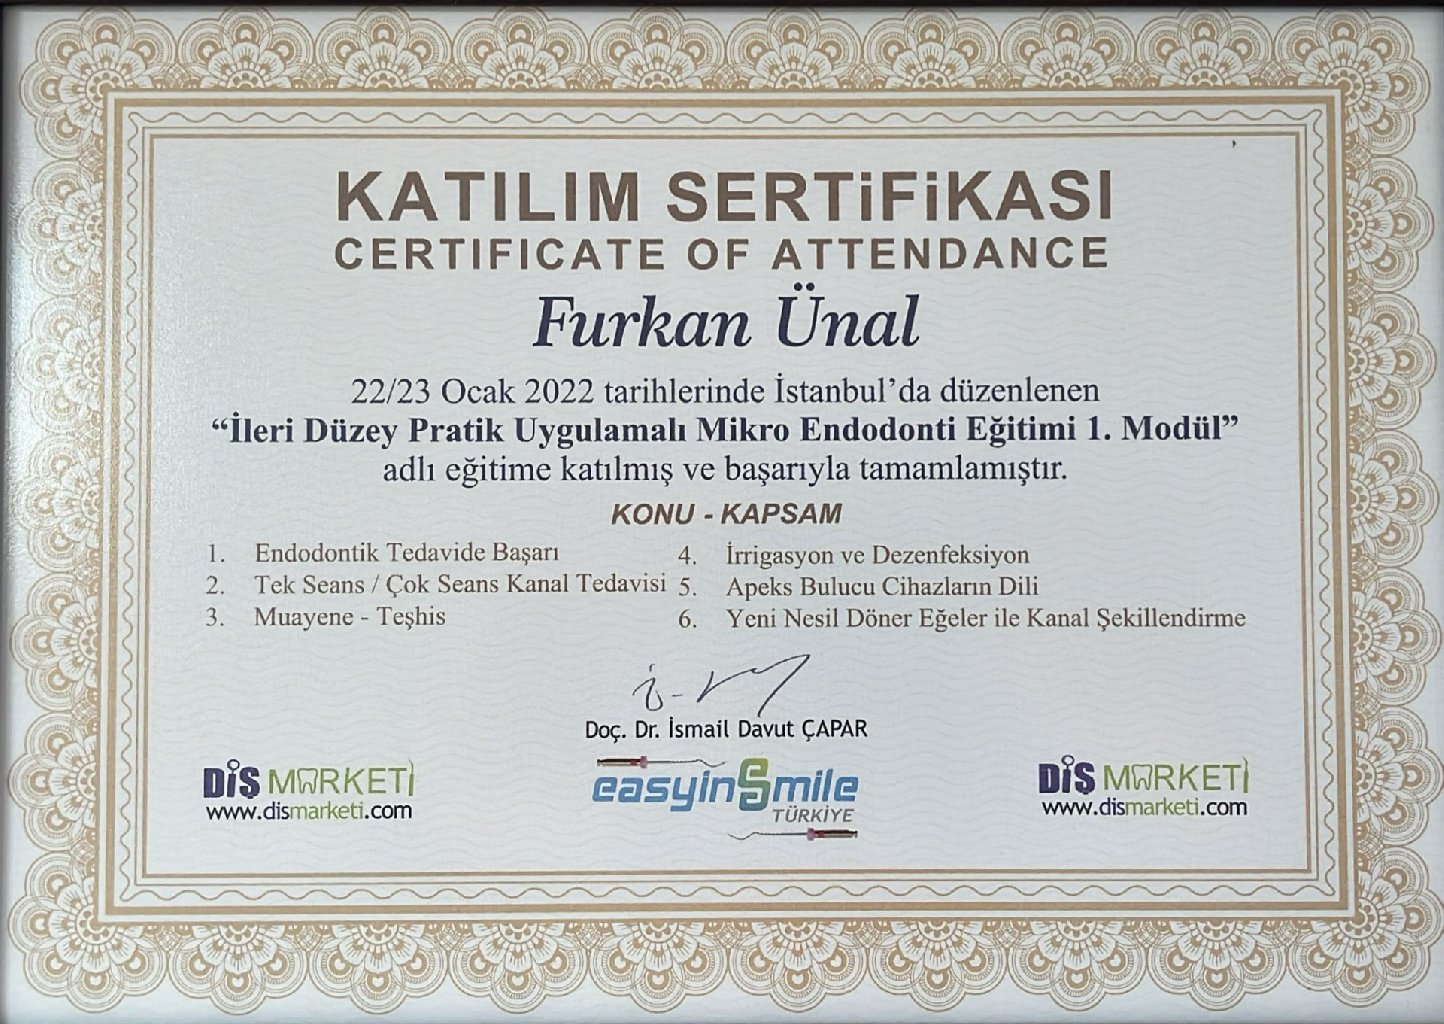 KATILIM SERTiFiKASI
CERTIFICATE OF ATTENDANCE
Furkan Ünal
22/23 Ocak 2022 tarihlerinde İstanbul'da düzenlenen
“İleri Düzey Pratik Uygulamalı Mikro Endodonti Eğitimi 1. Modül”
adlı eğitime katılmış ve başarıyla tamamlamıştır.
KONU - KAPSAM
1. Endodontik Tedavide Başarı
2. Tek Seans / Çok Seans Kanal Tedavisi
3. Muayene - Teşhis
4. İrrigasyon ve Dezenfeksiyon
5. Apeks Bulucu Cihazların Dili
6. Yeni Nesil Döner Eğeler ile Kanal Şekillendirme
Doç. Dr. İsmail Davut ÇAPAR
DİŞ MARKETİ
www.dismarketi.com
easyinSmile
TÜRKİYE
DİŞ MARKETİ
www.dismarketi.com